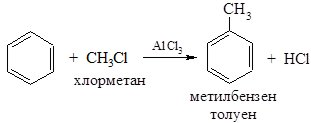 CH3
+ CH3Cl AlCl3 + HCl
хлорметан
метилбензен
толуен